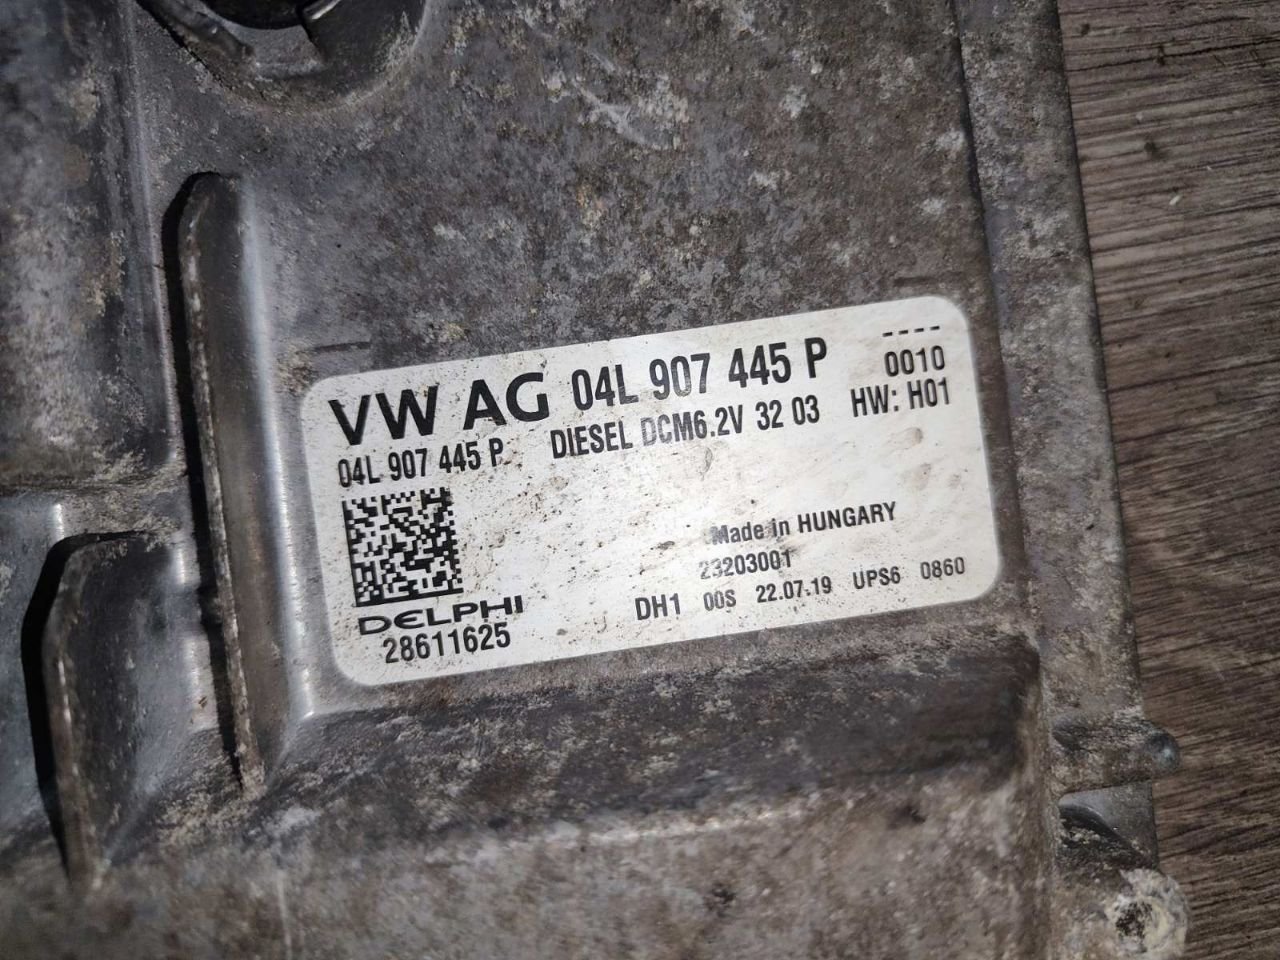 VW AG 04L 907 445 P ----
0010
04L 907 445 P DIESEL DCM6.2V 32 03 HW: H01
Made in HUNGARY
23203001
DELPHI
28611625
DH1 00S 22.07.19 UPS6 0860